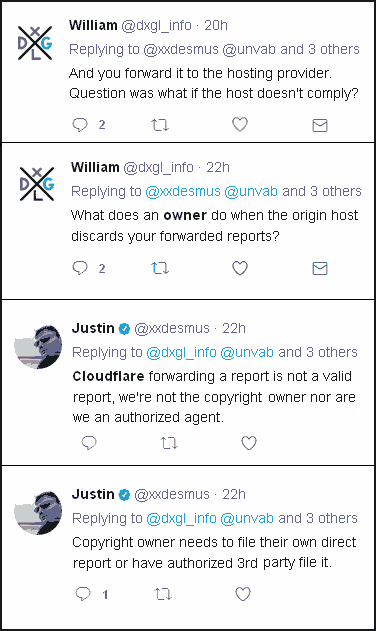 William @dxgl_info · 20h
Replying to @xxdesmus @unvab and 3 others
And you forward it to the hosting provider.
Question was what if the host doesn't comply?
2
William @dxgl_info · 22h
Replying to @xxdesmus @unvab and 3 others
What does an owner do when the origin host
discards your forwarded reports?
2
Justin @xxdesmus · 22h
Replying to @dxgl_info @unvab and 3 others
Cloudflare forwarding a report is not a valid
report, we're not the copyright owner nor are
we an authorized agent.
Justin @xxdesmus · 22h
Replying to @dxgl_info @unvab and 3 others
Copyright owner needs to file their own direct
report or have authorized 3rd party file it.
1